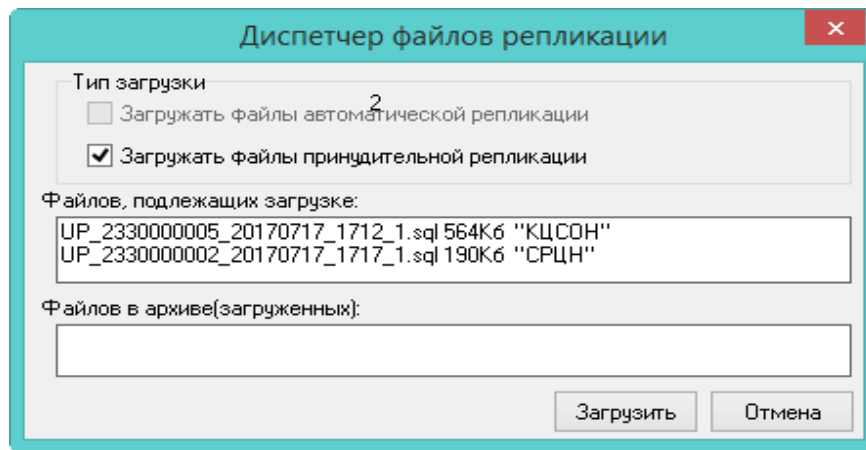 Диспетчер файлов репликации
Тип загрузки
2
Загружать файлы автоматической репликации
Загружать файлы принудительной репликации
Файлов, подлежащих загрузке:
UP_2330000005_20170717_1712_1.sql 564Кб "КЦСОН"
UP_2330000002_20170717_1717_1.sql 190Кб "СРЦН"
Файлов в архиве(загруженных):
Загрузить
Отмена